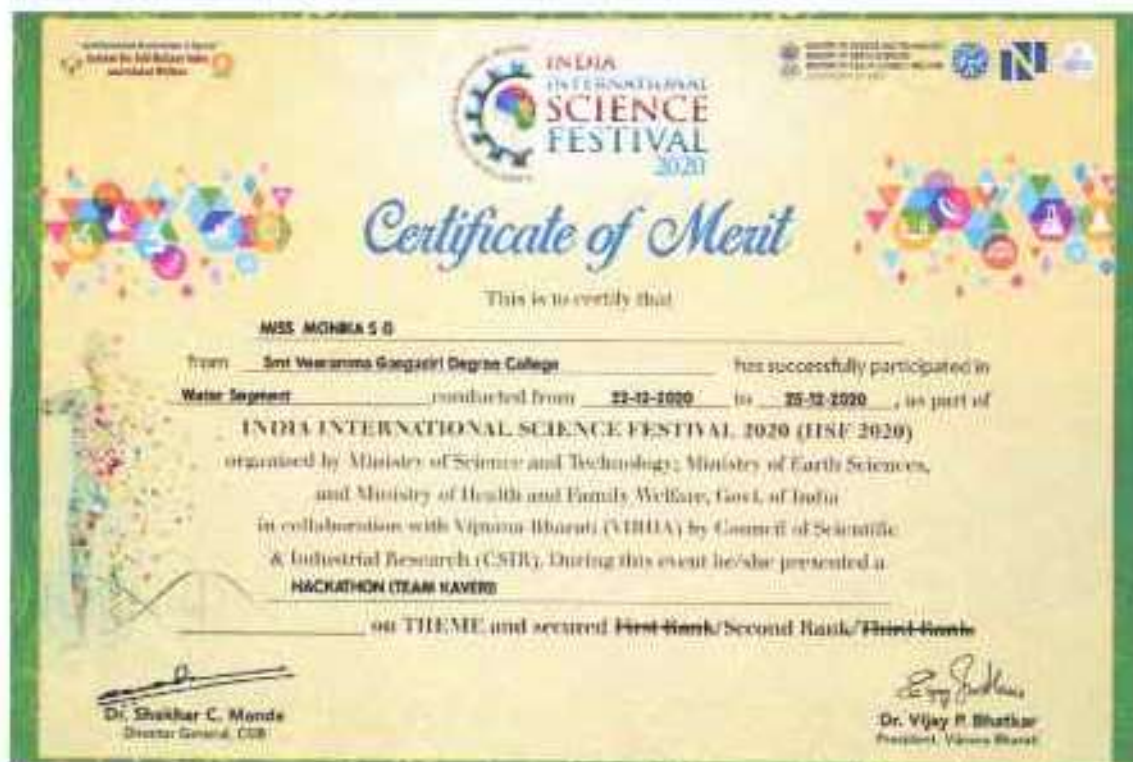 INDIA
INTERNATIONAL
SCIENCE
FESTIVAL
2020
Certificate of Merit
This is to certify that
MISS MONIKA S G
from Smt Veeramma Gangasiri Degree College has successfully participated in
Water Segment conducted from 22-12-2020 to 25-12-2020, as part of
INDIA INTERNATIONAL SCIENCE FESTIVAL 2020 (IISF 2020)
organised by Ministry of Science and Technology; Ministry of Earth Sciences,
and Ministry of Health and Family Welfare, Govt. of India
in collaboration with Vijnana Bharati (VIBHA) by Council of Scientific
& Industrial Research (CSIR). During this event he/she presented a
HACKATHON (TEAM KAVERI)
on THEME and secured First Rank/Second Rank/Third Rank
Dr. Shekhar C. Mande
Director General, CSIR
Dr. Vijay P. Bhatkar
President, Vijnana Bharati